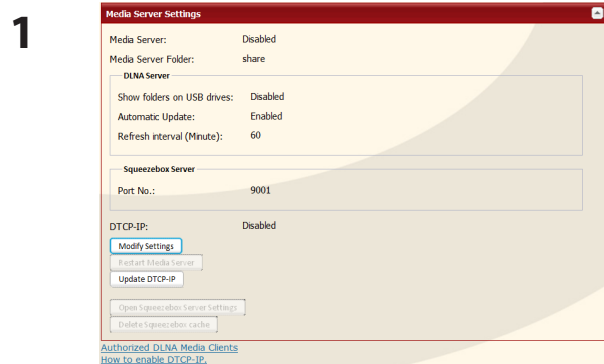 1
Media Server Settings
Media Server: Disabled
Media Server Folder: share
DLNA Server
Show folders on USB drives: Disabled
Automatic Update: Enabled
Refresh interval (Minute): 60
Squeezebox Server
Port No.: 9001
DTCP-IP: Disabled
Modify Settings
Restart Media Server
Update DTCP-IP
Open Squeezebox Server Settings
Delete Squeezebox cache
Authorized DLNA Media Clients
How to enable DTCP-IP.